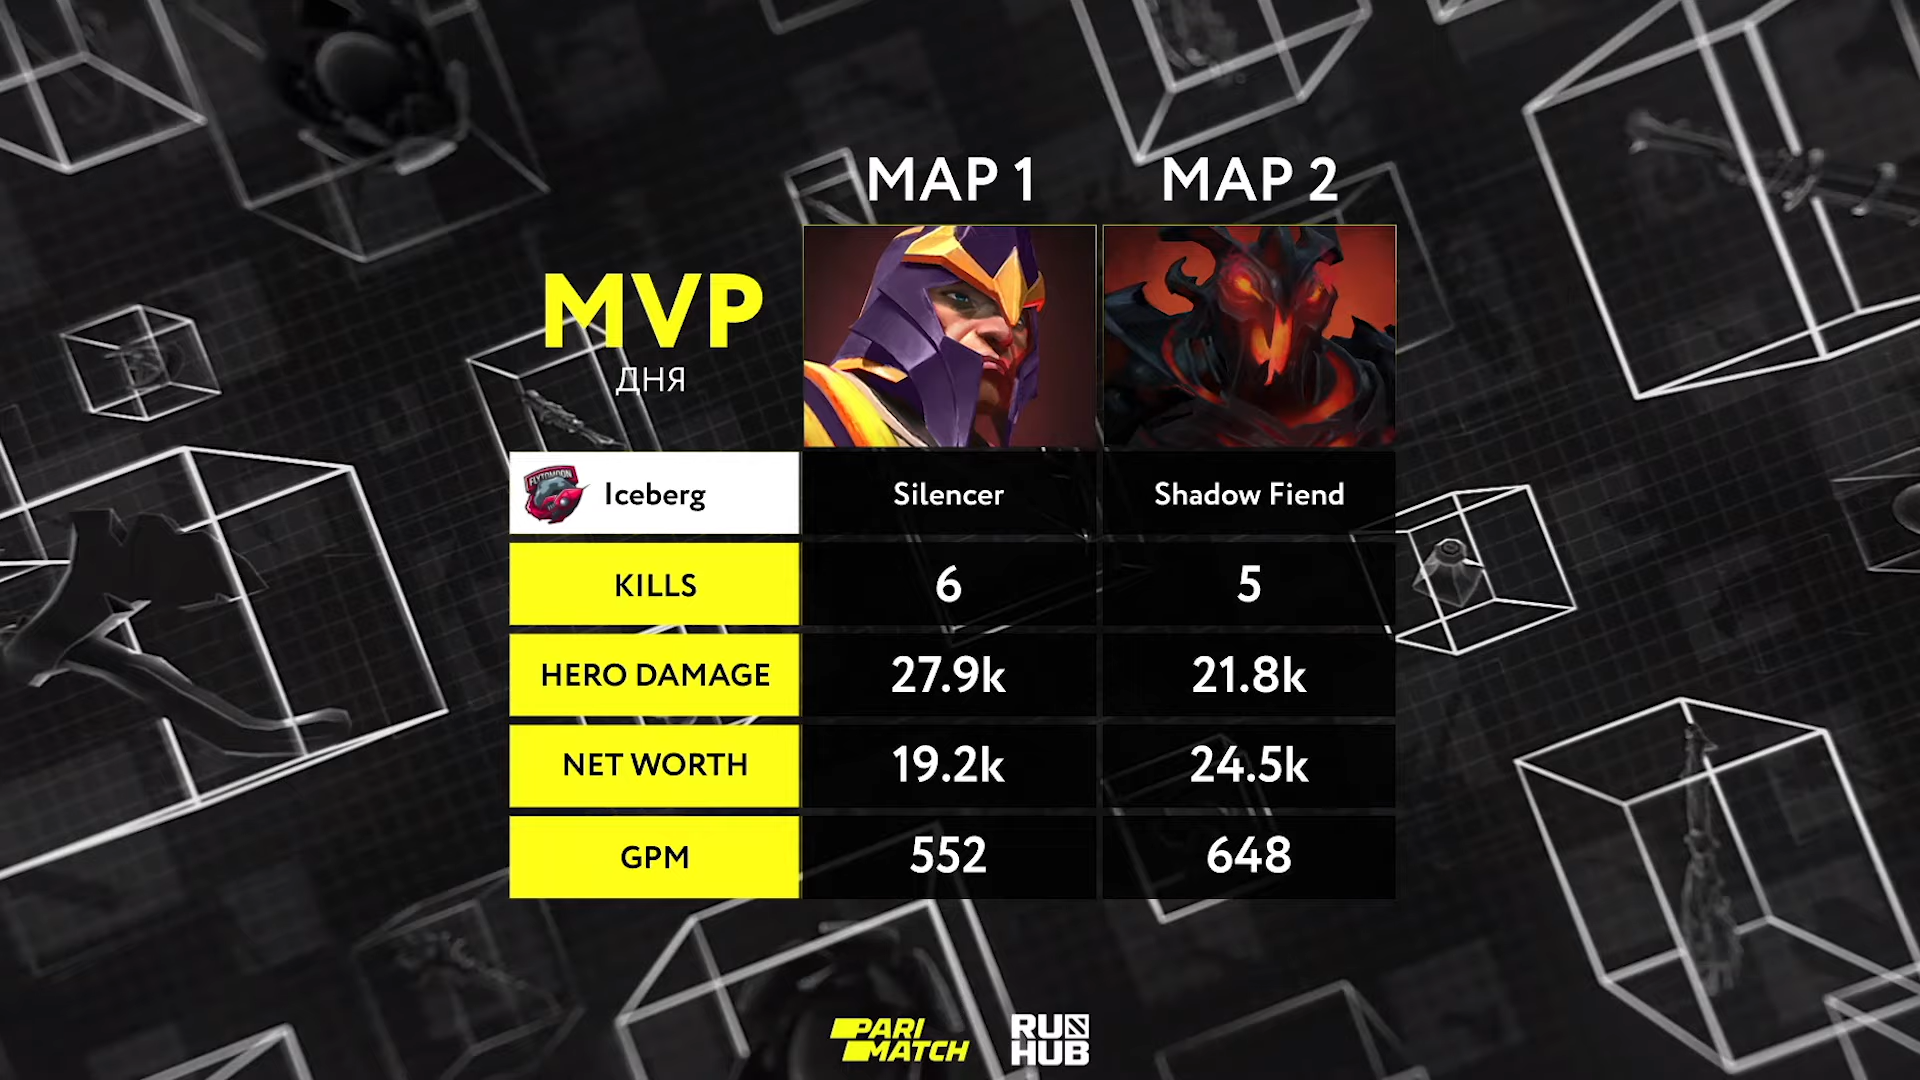 MAP 1 MAP 2
MVP
ДНЯ
FLYTOMOON Iceberg Silencer Shadow Fiend
KILLS 6 5
HERO DAMAGE 27.9k 21.8k
NET WORTH 19.2k 24.5k
GPM 552 648
PARI MATCH
RU HUB